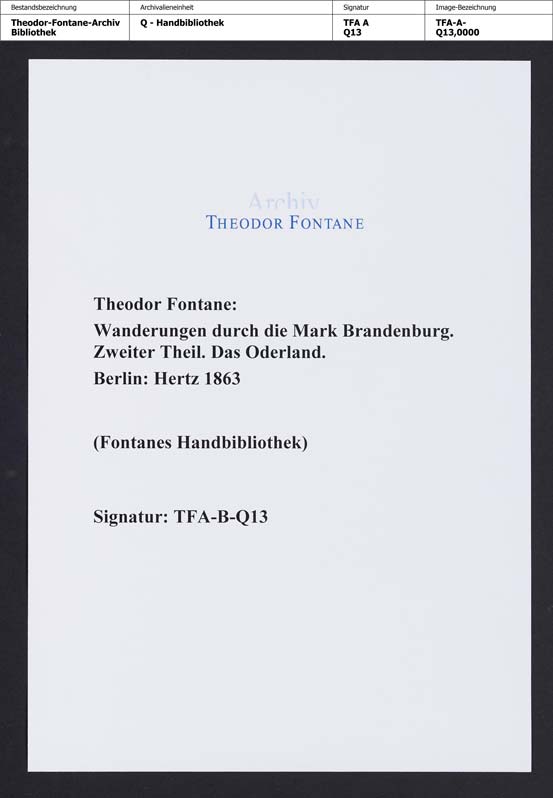 Bestandsbezeichnung Archivalieneinheit Signatur Image-Bezeichnung
Theodor-Fontane-Archiv Q - Handbibliothek TFA A TFA-A-
Bibliothek Q13 Q13,0000
Archiv
THEODOR FONTANE
Theodor Fontane:
Wanderungen durch die Mark Brandenburg.
Zweiter Theil. Das Oderland.
Berlin: Hertz 1863
(Fontanes Handbibliothek)
Signatur: TFA-B-Q13